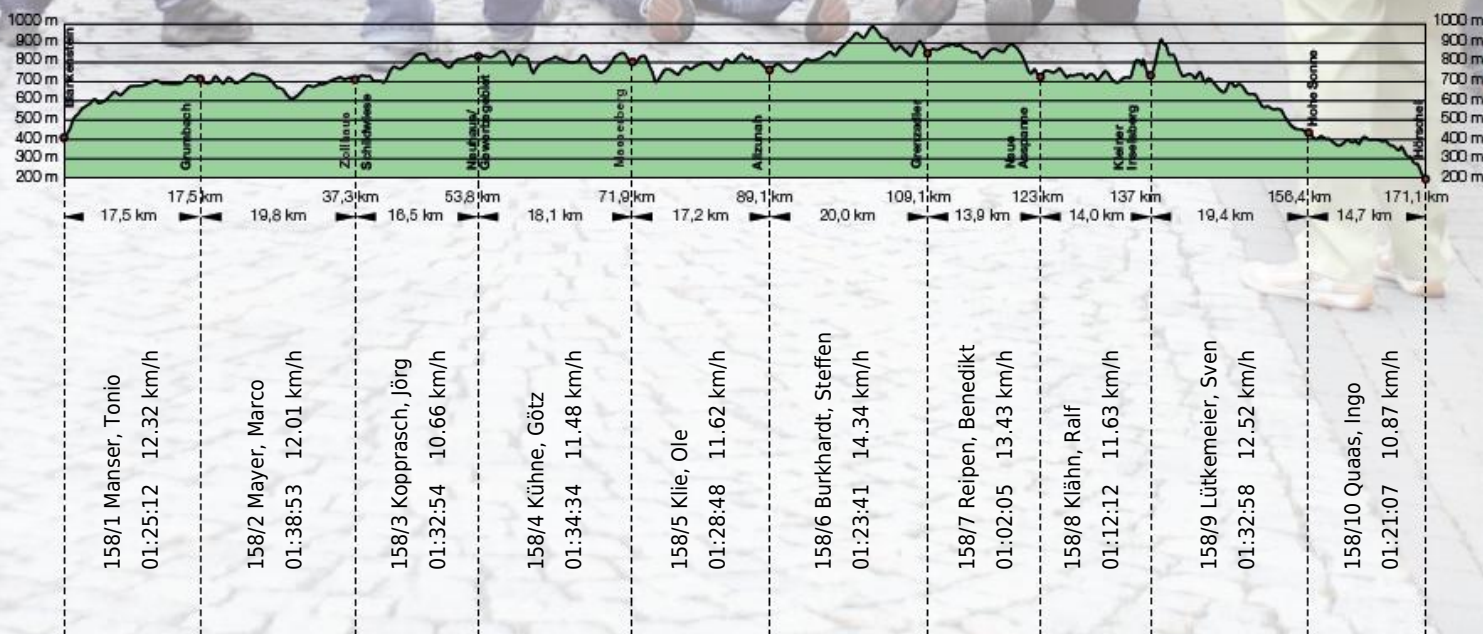 1000 m
900 m
800 m
700 m
600 m
500 m
400 m
300 m
200 m
1000 m
900 m
800 m
700 m
600 m
500 m
400 m
300 m
200 m
Blankenstein
Grumbach
Zollhaus
Schildwiese
Neuhaus/
Masserberg
Allzunah
Grenzadler
Neue
Ausspanne
Kleiner
Inselsberg
Hohe Sonne
Hörschel
17,5 km
37,3 km
53,8 km
71,9 km
89,1 km
109,1 km
123 km
137 km
156,4 km
171,1 km
17,5 km
19,8 km
16,5 km
18,1 km
17,2 km
20,0 km
13,9 km
14,0 km
19,4 km
14,7 km
158/1 Manser, Tonio
01:25:12 12.32 km/h
158/2 Mayer, Marco
01:38:53 12.01 km/h
158/3 Kopprasch, Jörg
01:32:54 10.66 km/h
158/4 Kühne, Götz
01:34:34 11.48 km/h
158/5 Klie, Ole
01:28:48 11.62 km/h
158/6 Burkhardt, Steffen
01:23:41 14.34 km/h
158/7 Reipen, Benedikt
01:02:05 13.43 km/h
158/8 Klähn, Ralf
01:12:12 11.63 km/h
158/9 Lütkemeier, Sven
01:32:58 12.52 km/h
158/10 Quaas, Ingo
01:21:07 10.87 km/h